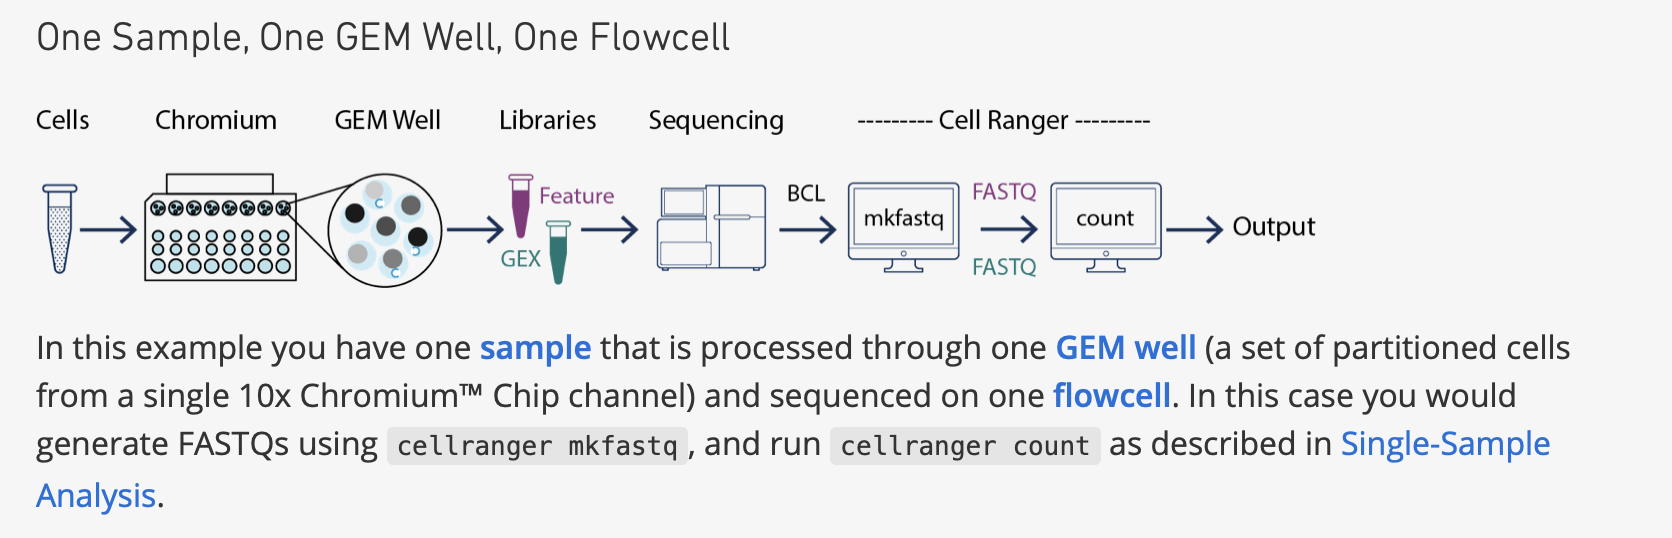 One Sample, One GEM Well, One Flowcell
Cells Chromium GEM Well Libraries Sequencing --------- Cell Ranger ---------
Feature
GEX
BCL
mkfastq
FASTQ
FASTQ
count
Output
In this example you have one sample that is processed through one GEM well (a set of partitioned cells
from a single 10x Chromium™ Chip channel) and sequenced on one flowcell. In this case you would
generate FASTQs using cellranger mkfastq, and run cellranger count as described in Single-Sample
Analysis.